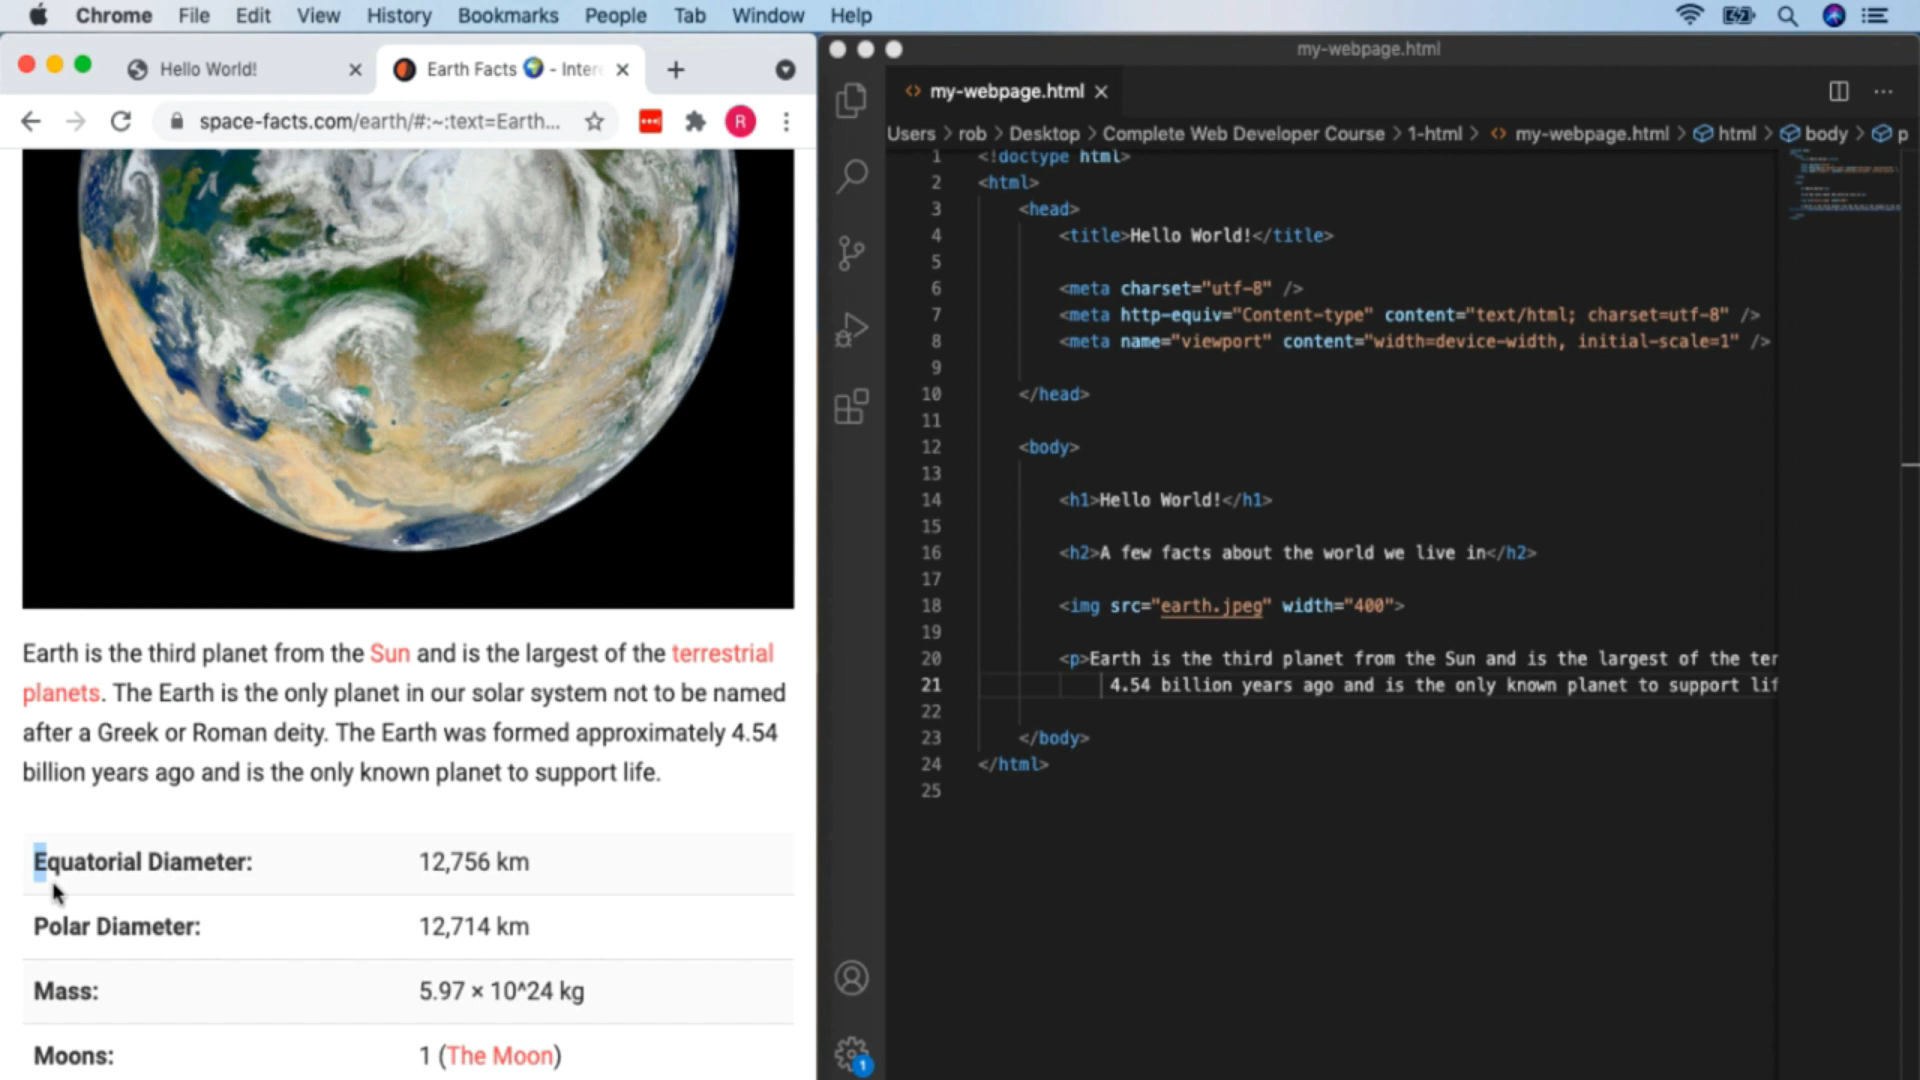 Chrome File Edit View History Bookmarks People Tab Window Help
Hello World!
Earth Facts 🌍 - Inter
space-facts.com/earth/#:~:text=Earth...
R
Earth is the third planet from the Sun and is the largest of the terrestrial
planets. The Earth is the only planet in our solar system not to be named
after a Greek or Roman deity. The Earth was formed approximately 4.54
billion years ago and is the only known planet to support life.
Equatorial Diameter: 12,756 km
Polar Diameter: 12,714 km
Mass: 5.97 × 10^24 kg
Moons: 1 (The Moon)
my-webpage.html
my-webpage.html
Users > rob > Desktop > Complete Web Developer Course > 1-html > my-webpage.html > html > body > p
1 <!doctype html>
2 <html>
3 <head>
4 <title>Hello World!</title>
5
6 <meta charset="utf-8" />
7 <meta http-equiv="Content-type" content="text/html; charset=utf-8" />
8 <meta name="viewport" content="width=device-width, initial-scale=1" />
9
10 </head>
11
12 <body>
13
14 <h1>Hello World!</h1>
15
16 <h2>A few facts about the world we live in</h2>
17
18 <img src="earth.jpeg" width="400">
19
20 <p>Earth is the third planet from the Sun and is the largest of the ter
21 4.54 billion years ago and is the only known planet to support lif
22
23 </body>
24 </html>
25
1